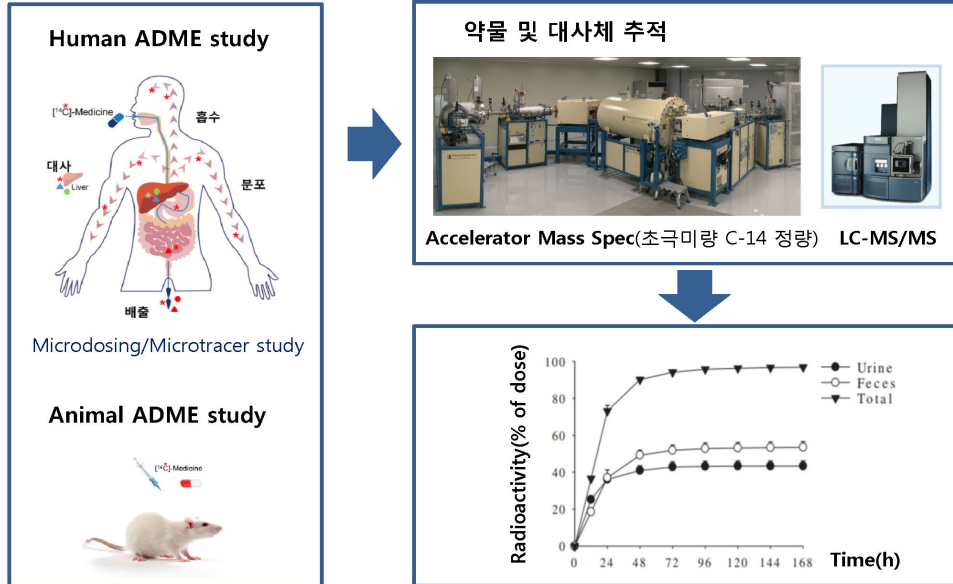 Human ADME study
[¹⁴C]-Medicine
흡수
대사
Liver
분포
배출
Microdosing/Microtracer study
Animal ADME study
[¹⁴C]-Medicine
약물 및 대사체 추적
Accelerator Mass Spec(초극미량 C-14 정량)
LC-MS/MS
Radioactivity(% of dose)
100
80
60
40
20
0
0 24 48 72 96 120 144 168
Time(h)
Urine
Feces
Total